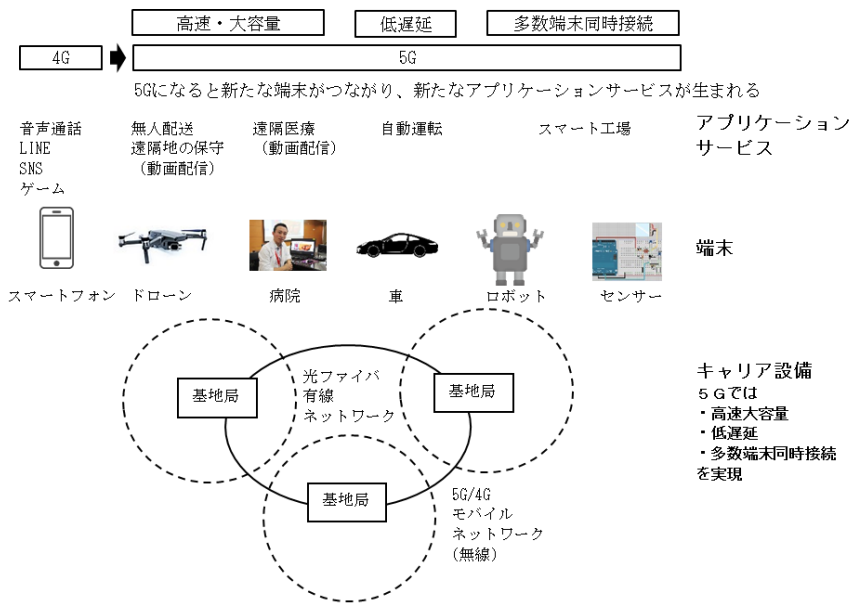 高速・大容量
低遅延
多数端末同時接続
4G
5G
5Gになると新たな端末がつながり、新たなアプリケーションサービスが生まれる
音声通話
LINE
SNS
ゲーム
無人配送
遠隔地の保守
(動画配信)
遠隔医療
(動画配信)
自動運転
スマート工場
アプリケーション
サービス
端末
スマートフォン
ドローン
病院
車
ロボット
センサー
基地局
光ファイバ
有線
ネットワーク
基地局
基地局
5G/4G
モバイル
ネットワーク
(無線)
キャリア設備
5Gでは
・高速大容量
・低遅延
・多数端末同時接続
を実現